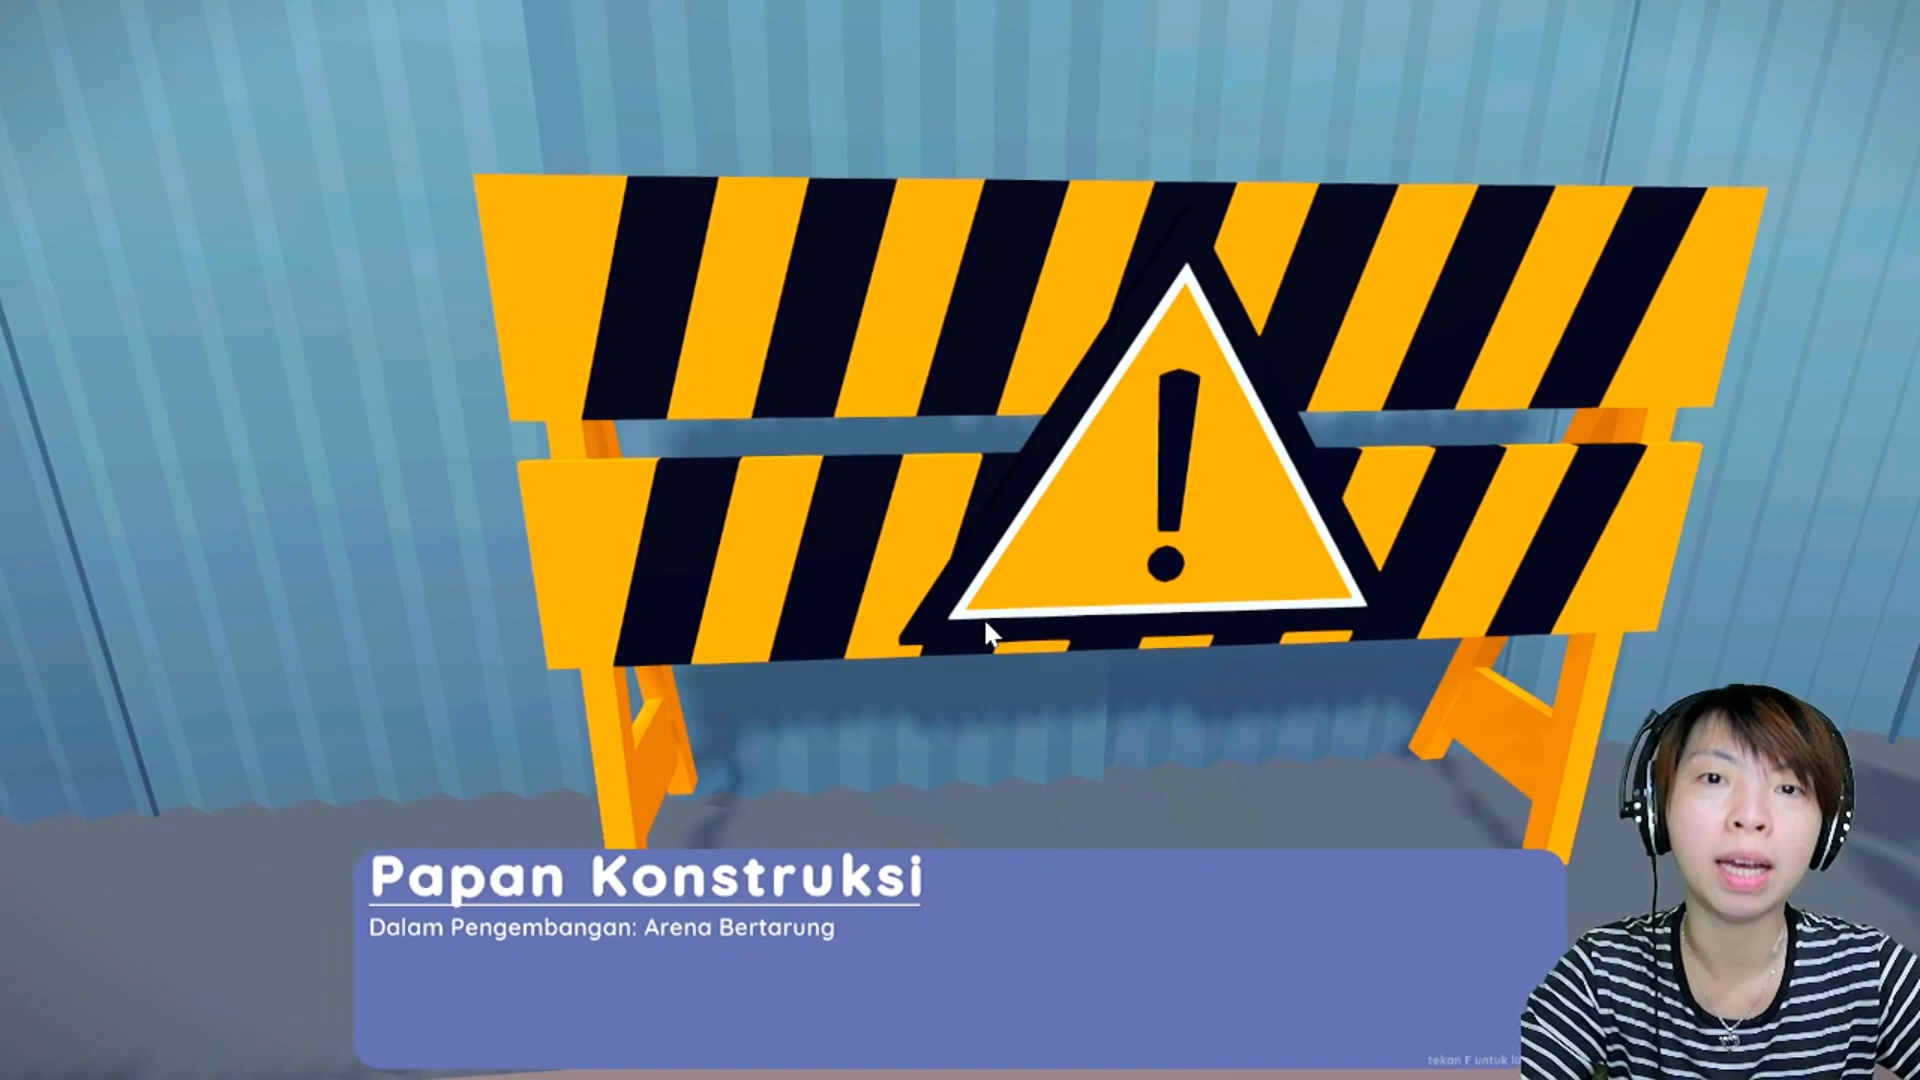 !
Papan Konstruksi
Dalam Pengembangan: Arena Bertarung
tekan F untuk